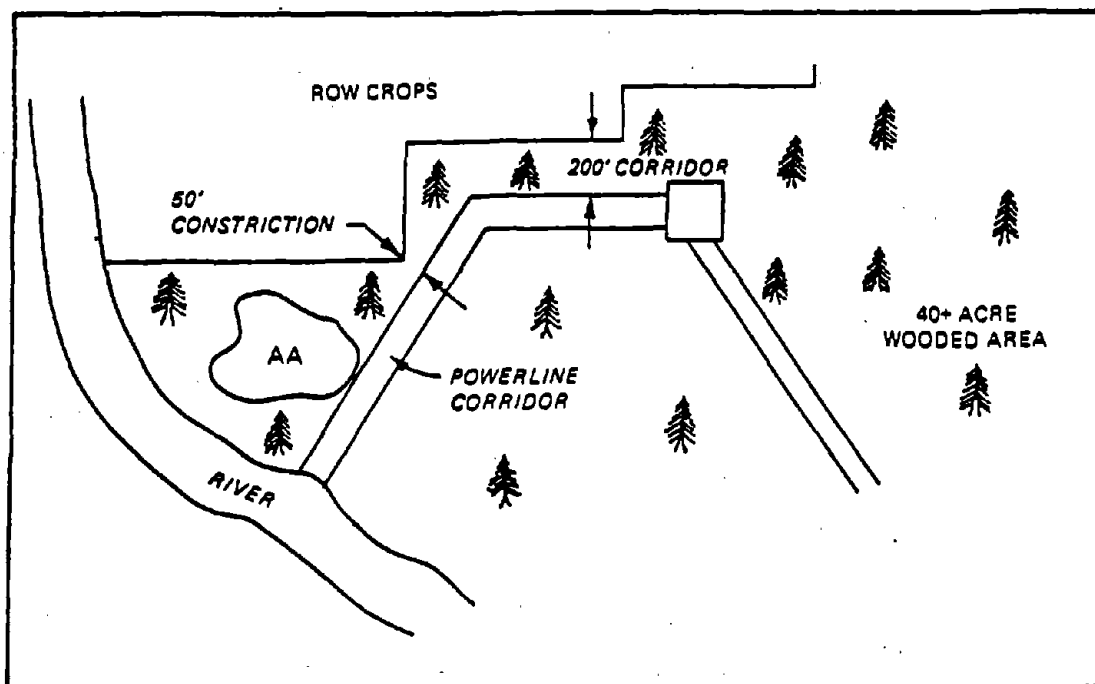 ROW CROPS
200' CORRIDOR
50'
CONSTRICTION
40+ ACRE
WOODED AREA
AA
POWERLINE
CORRIDOR
RIVER